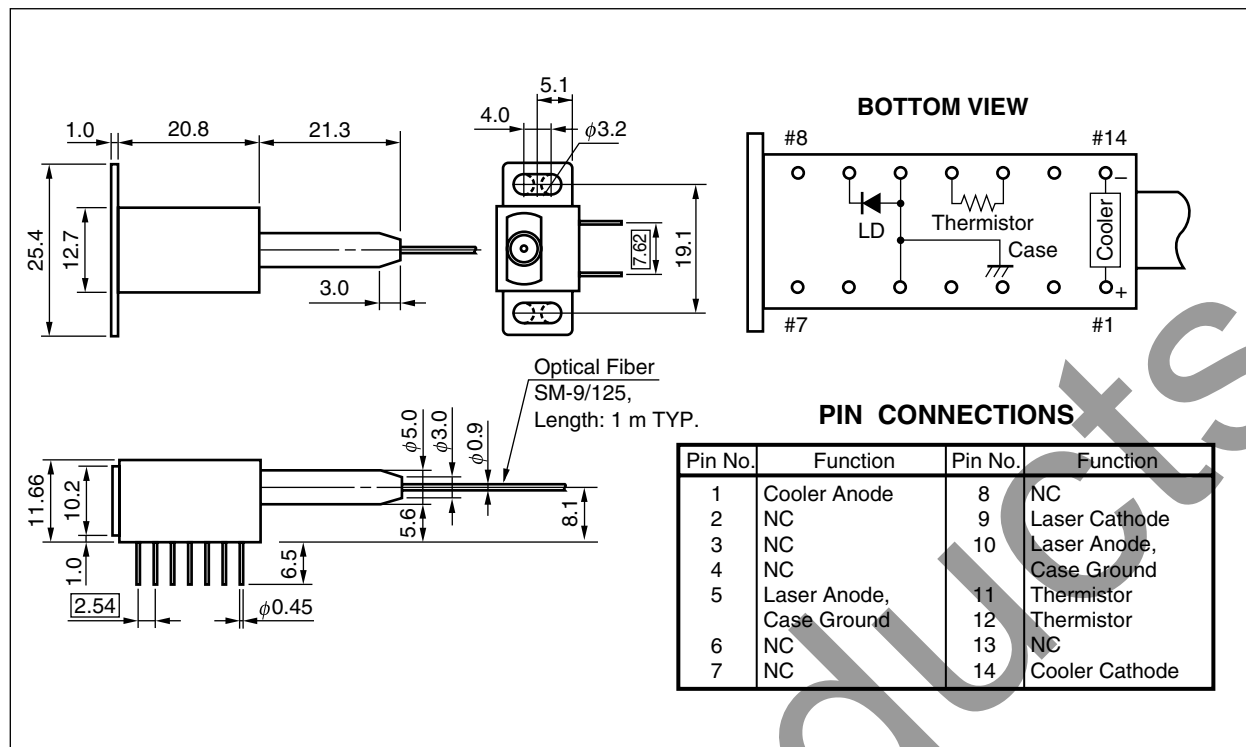 5.1
1.0
20.8
21.3
4.0
φ3.2
25.4
12.7
3.0
7.62
19.1
BOTTOM VIEW
#8
#14
–
LD
Thermistor
Case
Cooler
+
#7
#1
Optical Fiber
SM-9/125,
Length: 1 m TYP.
φ5.0
φ3.0
φ0.9
11.66
10.2
5.6
8.1
1.0
6.5
2.54
φ0.45
PIN CONNECTIONS
Pin No. Function Pin No. Function
1 Cooler Anode 8 NC
2 NC 9 Laser Cathode
3 NC 10 Laser Anode,
4 NC Case Ground
5 Laser Anode, 11 Thermistor
Case Ground 12 Thermistor
6 NC 13 NC
7 NC 14 Cooler Cathode
ducts